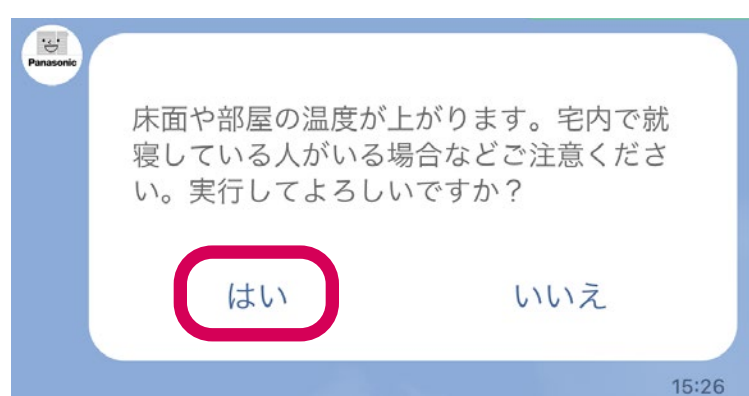 Panasonic
床面や部屋の温度が上がります。宅内で就
寝している人がいる場合などご注意くださ
い。実行してよろしいですか？
はい
いいえ
15:26